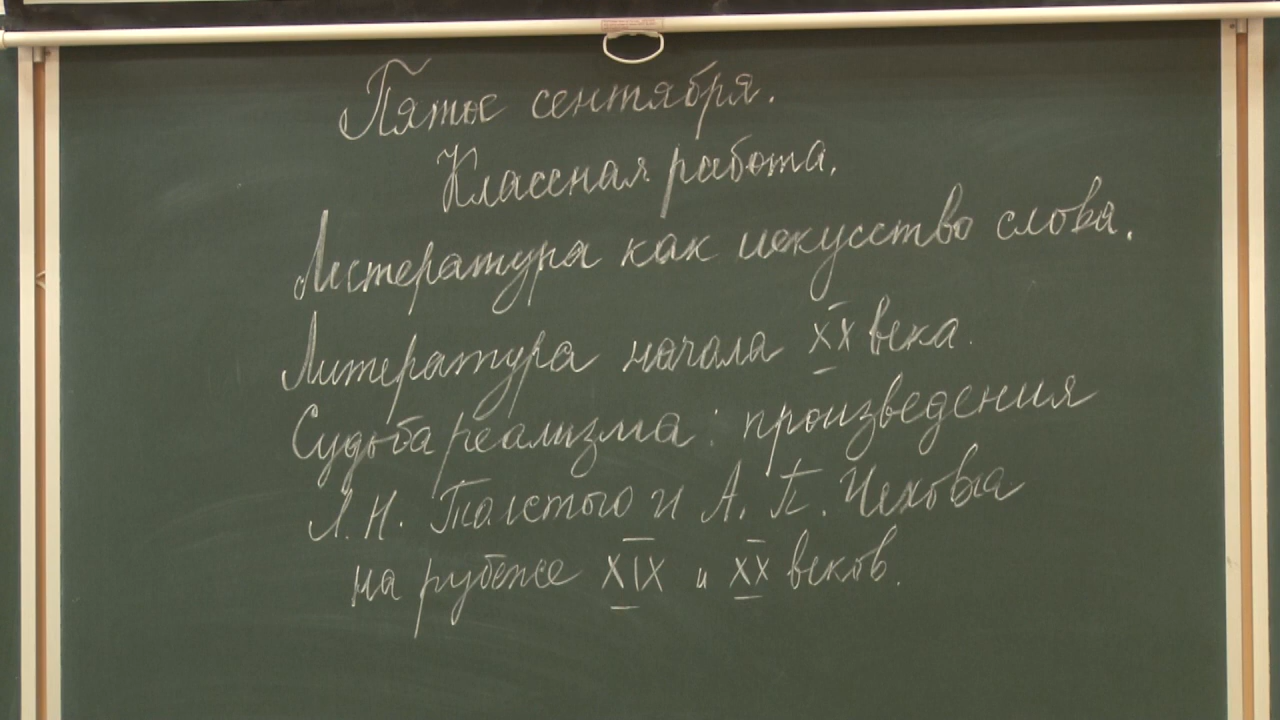 Пятое сентября.
Классная работа.
Литература как искусство слова.
Литература начала XX века.
Судьба реализма: произведения
Л.Н. Толстого и А.П. Чехова
на рубеже XIX и XX веков.